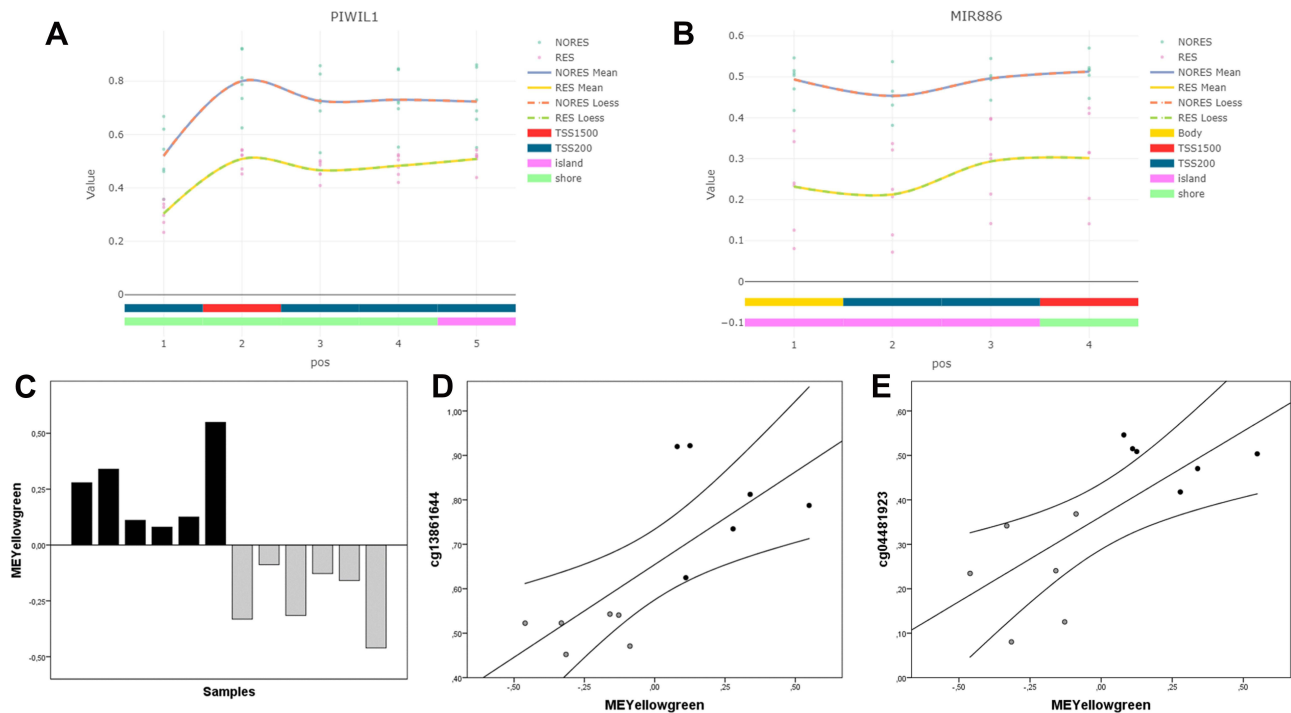 A
PIWIL1
Value
0.8
0.6
0.4
0.2
0
1
2
3
4
5
pos
NORES
RES
NORES Mean
RES Mean
NORES Loess
RES Loess
TSS1500
TSS200
island
shore
B
MIR886
Value
0.6
0.5
0.4
0.3
0.2
0.1
0
−0.1
1
2
3
4
pos
NORES
RES
NORES Mean
RES Mean
NORES Loess
RES Loess
Body
TSS1500
TSS200
island
shore
C
MEYellowgreen
0,50
0,25
0,00
-0,25
-0,50
Samples
D
cg13861644
1,00
,90
,80
,70
,60
,50
,40
-,50
-,25
,00
,25
,50
MEYellowgreen
E
cg04481923
,60
,50
,40
,30
,20
,10
,00
-,50
-,25
,00
,25
,50
MEYellowgreen